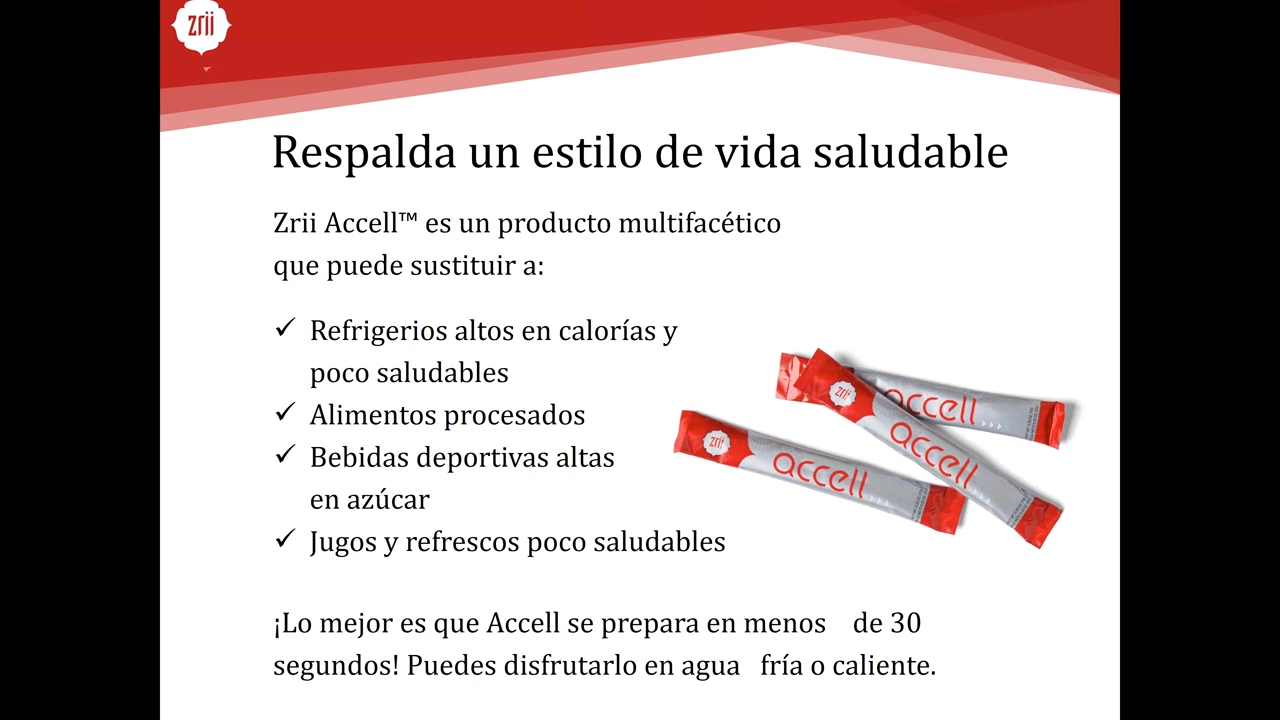 zrii
Respalda un estilo de vida saludable
Zrii Accell™ es un producto multifacético
que puede sustituir a:
✓ Refrigerios altos en calorías y
poco saludables
✓ Alimentos procesados
✓ Bebidas deportivas altas
en azúcar
✓ Jugos y refrescos poco saludables
zrii accell
accell
zrii accell
¡Lo mejor es que Accell se prepara en menos de 30
segundos! Puedes disfrutarlo en agua fría o caliente.